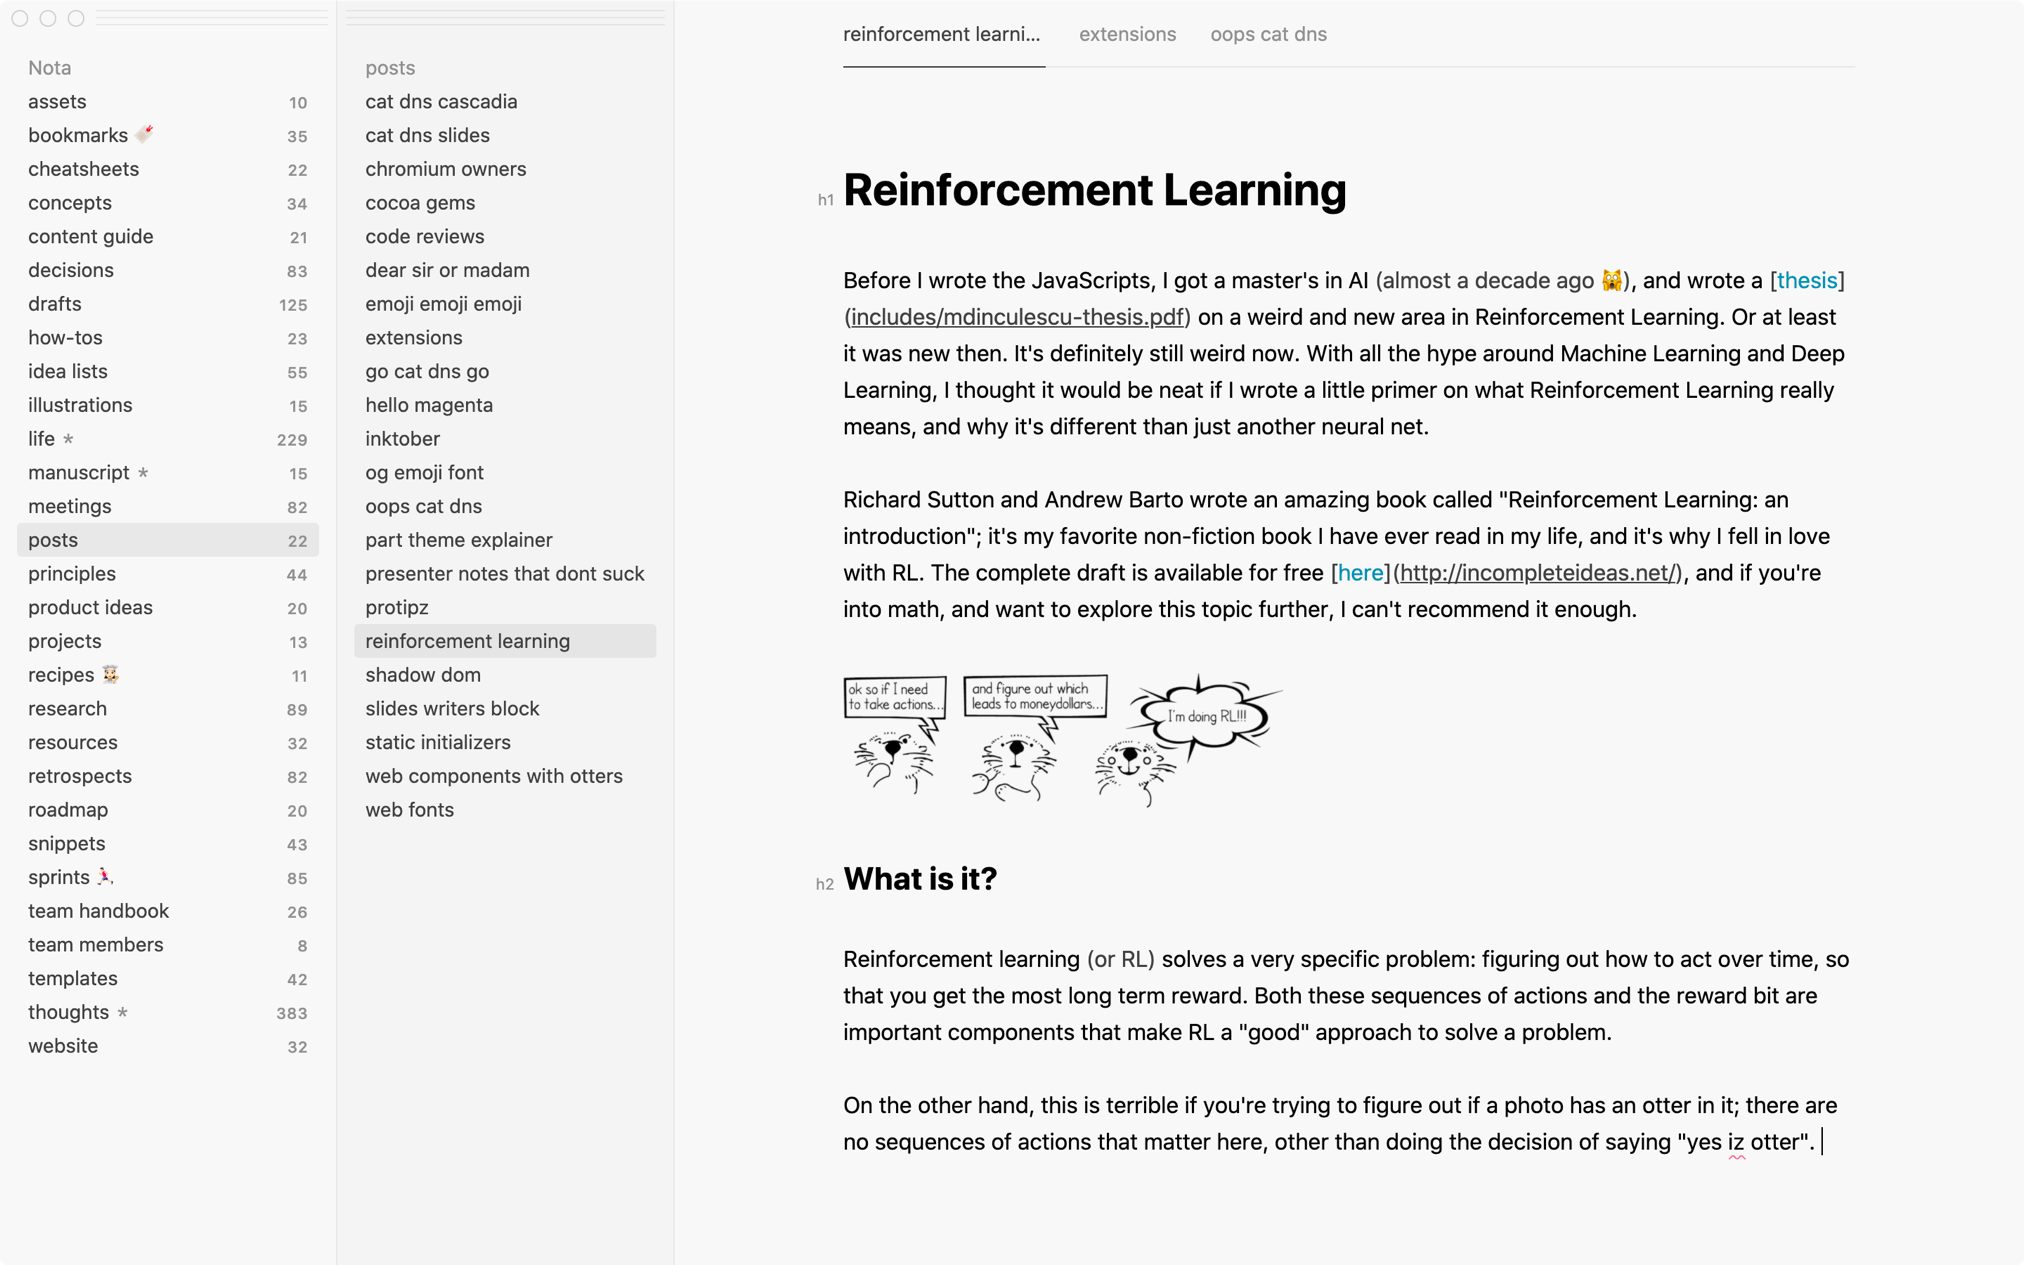 Nota
assets 10
bookmarks 35
cheatsheets 22
concepts 34
content guide 21
decisions 83
drafts 125
how-tos 23
idea lists 55
illustrations 15
life * 229
manuscript * 15
meetings 82
posts 22
principles 44
product ideas 20
projects 13
recipes 11
research 89
resources 32
retrospects 82
roadmap 20
snippets 43
sprints 85
team handbook 26
team members 8
templates 42
thoughts * 383
website 32
posts
cat dns cascadia
cat dns slides
chromium owners
cocoa gems
code reviews
dear sir or madam
emoji emoji emoji
extensions
go cat dns go
hello magenta
inktober
og emoji font
oops cat dns
part theme explainer
presenter notes that dont suck
protipz
reinforcement learning
shadow dom
slides writers block
static initializers
web components with otters
web fonts
reinforcement learni... extensions oops cat dns
h1 Reinforcement Learning
Before I wrote the JavaScripts, I got a master's in AI (almost a decade ago 🙀), and wrote a [thesis]
(includes/mdinculescu-thesis.pdf) on a weird and new area in Reinforcement Learning. Or at least
it was new then. It's definitely still weird now. With all the hype around Machine Learning and Deep
Learning, I thought it would be neat if I wrote a little primer on what Reinforcement Learning really
means, and why it's different than just another neural net.
Richard Sutton and Andrew Barto wrote an amazing book called "Reinforcement Learning: an
introduction"; it's my favorite non-fiction book I have ever read in my life, and it's why I fell in love
with RL. The complete draft is available for free [here](http://incompleteideas.net/), and if you're
into math, and want to explore this topic further, I can't recommend it enough.
ok so if I need
to take actions...
and figure out which
leads to moneydollars...
I'm doing RL!!!
h2 What is it?
Reinforcement learning (or RL) solves a very specific problem: figuring out how to act over time, so
that you get the most long term reward. Both these sequences of actions and the reward bit are
important components that make RL a "good" approach to solve a problem.
On the other hand, this is terrible if you're trying to figure out if a photo has an otter in it; there are
no sequences of actions that matter here, other than doing the decision of saying "yes iz otter".